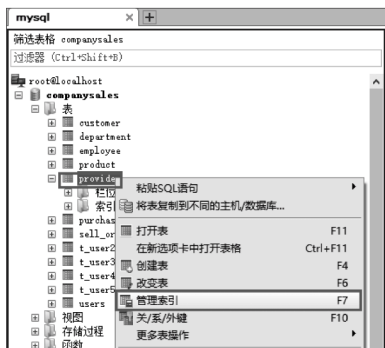 mysql × +
筛选表格 companysales
过滤器 (Ctrl+Shift+B)
root@localhost
companysales
表
customer
department
employee
product
provide
栏位
索引
purchas
sell_or
t_user2
t_user3
t_user4
t_user5
users
视图
存储过程
函数
粘贴SQL语句
将表复制到不同的主机/数据库...
打开表 F11
在新选项卡中打开表格 Ctrl+F11
创建表 F4
改变表 F6
管理索引 F7
关/系/外键 F10
更多表操作